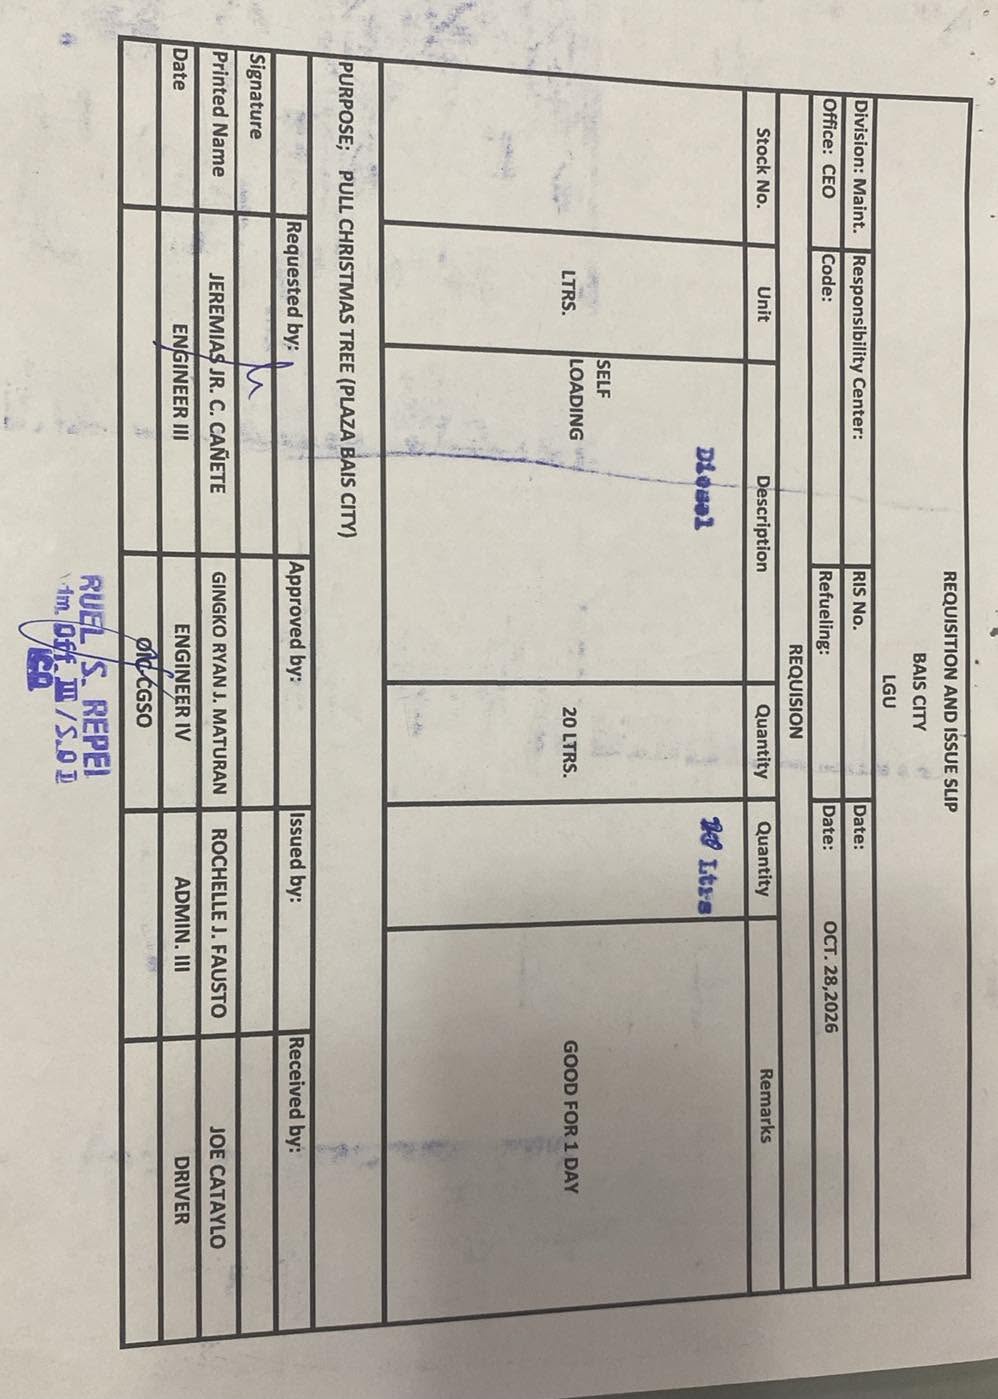 REQUISITION AND ISSUE SLIP
BAIS CITY
LGU
Division: Maint. Responsibility Center: RIS No. Date:
Office: CEO Code: Refueling: Date: OCT. 28,2026
REQUISION
Stock No. Unit Description Quantity Quantity Remarks
Diesel 20 Ltrs
SELF
LTRS. LOADING 20 LTRS. GOOD FOR 1 DAY
PURPOSE; PULL CHRISTMAS TREE (PLAZA BAIS CITY)
Requested by: Approved by: Issued by: Received by:
Signature
Printed Name JEREMIAS JR. C. CAÑETE GINGKO RYAN J. MATURAN ROCHELLE J. FAUSTO JOE CATAYLO
Date ENGINEER III ENGINEER IV ADMIN. III DRIVER
OIC CGSO
RUEL S. REPEI
Off. III/S.O I